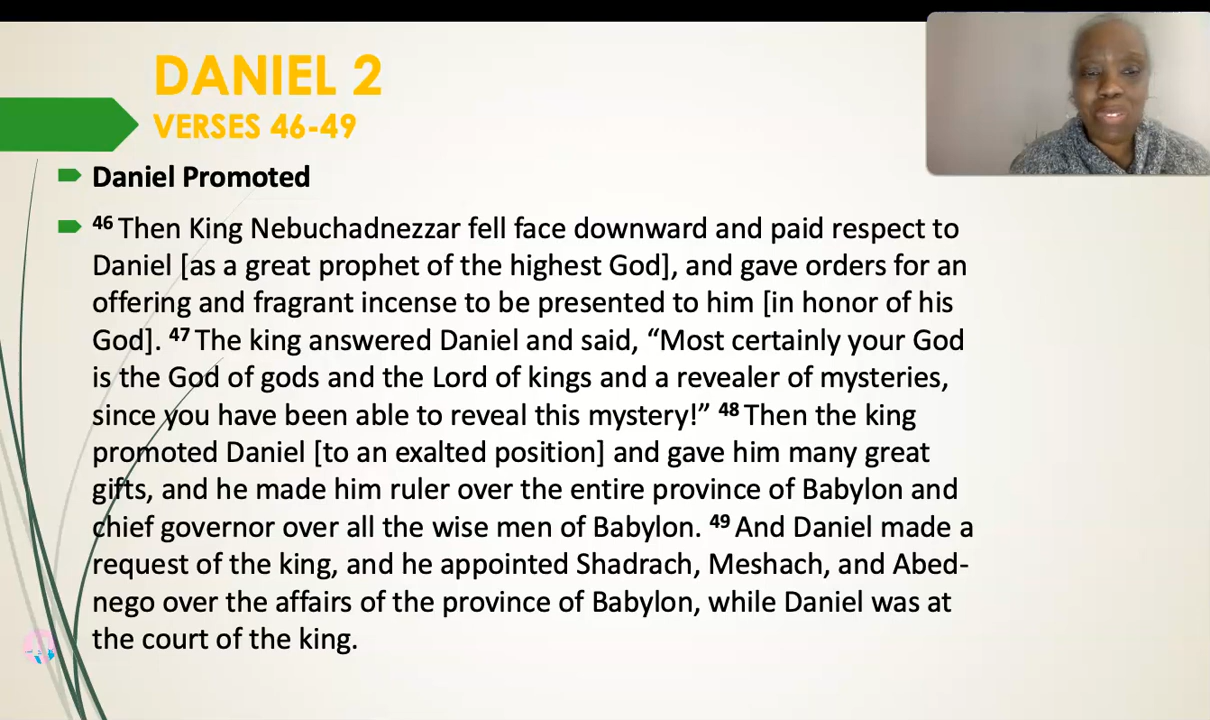 DANIEL 2
VERSES 46-49
Daniel Promoted
46 Then King Nebuchadnezzar fell face downward and paid respect to
Daniel [as a great prophet of the highest God], and gave orders for an
offering and fragrant incense to be presented to him [in honor of his
God]. 47 The king answered Daniel and said, “Most certainly your God
is the God of gods and the Lord of kings and a revealer of mysteries,
since you have been able to reveal this mystery!” 48 Then the king
promoted Daniel [to an exalted position] and gave him many great
gifts, and he made him ruler over the entire province of Babylon and
chief governor over all the wise men of Babylon. 49 And Daniel made a
request of the king, and he appointed Shadrach, Meshach, and Abed-
nego over the affairs of the province of Babylon, while Daniel was at
the court of the king.